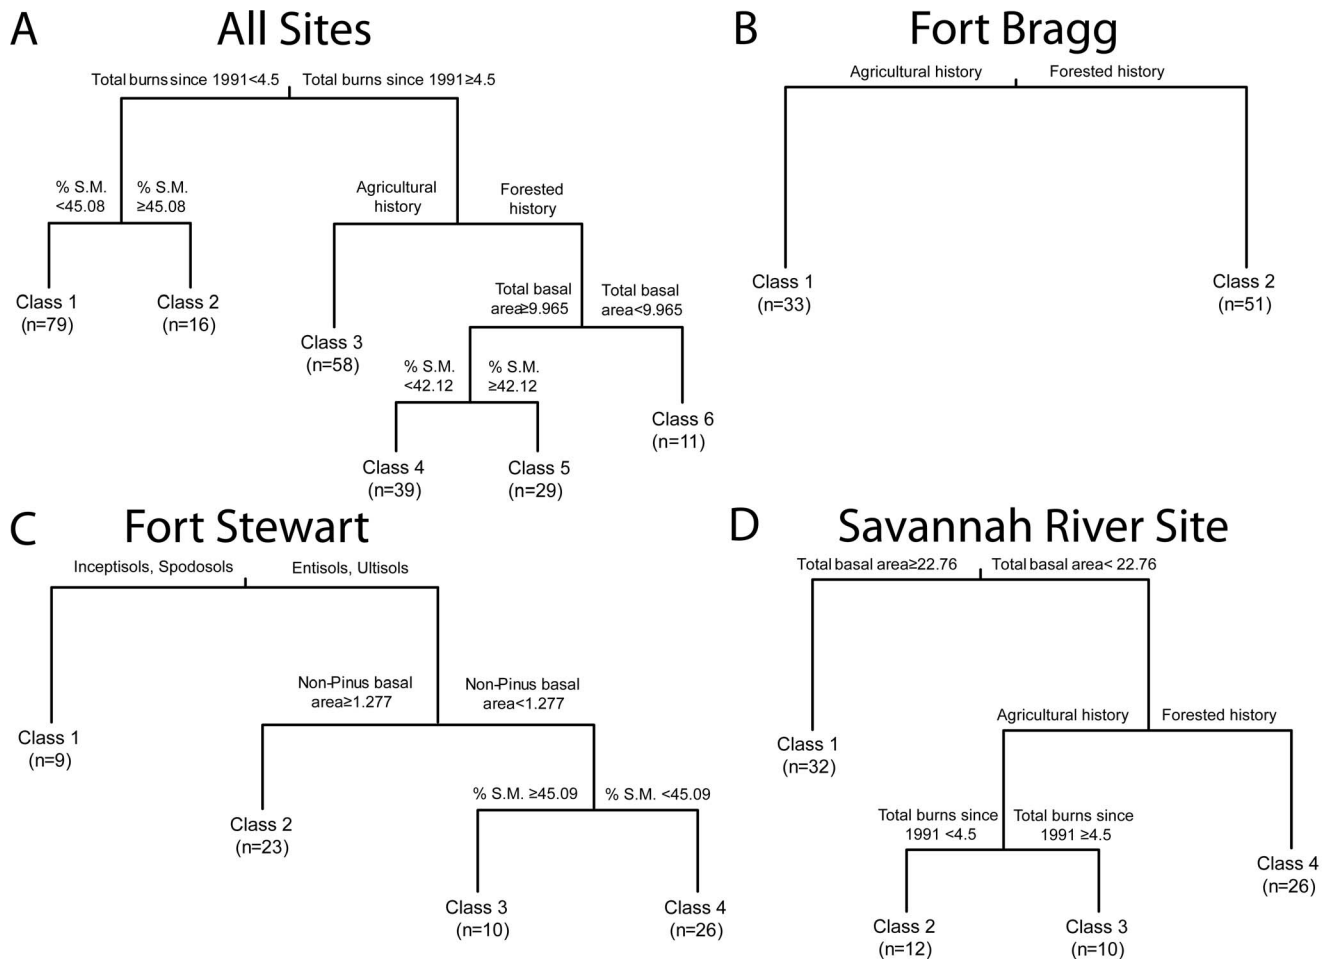 A
All Sites
Total burns since 1991<4.5
Total burns since 1991≥4.5
% S.M.
<45.08
% S.M.
≥45.08
Agricultural
history
Forested
history
Class 1
(n=79)
Class 2
(n=16)
Total basal
area≥9.965
Total basal
area<9.965
Class 3
(n=58)
% S.M.
<42.12
% S.M.
≥42.12
Class 6
(n=11)
Class 4
(n=39)
Class 5
(n=29)
B
Fort Bragg
Agricultural history
Forested history
Class 1
(n=33)
Class 2
(n=51)
C
Fort Stewart
Inceptisols, Spodosols
Entisols, Ultisols
Non-Pinus basal
area≥1.277
Non-Pinus basal
area<1.277
Class 1
(n=9)
% S.M. ≥45.09
% S.M. <45.09
Class 2
(n=23)
Class 3
(n=10)
Class 4
(n=26)
D
Savannah River Site
Total basal area≥22.76
Total basal area< 22.76
Agricultural history
Forested history
Class 1
(n=32)
Total burns since
1991 <4.5
Total burns since
1991 ≥4.5
Class 4
(n=26)
Class 2
(n=12)
Class 3
(n=10)